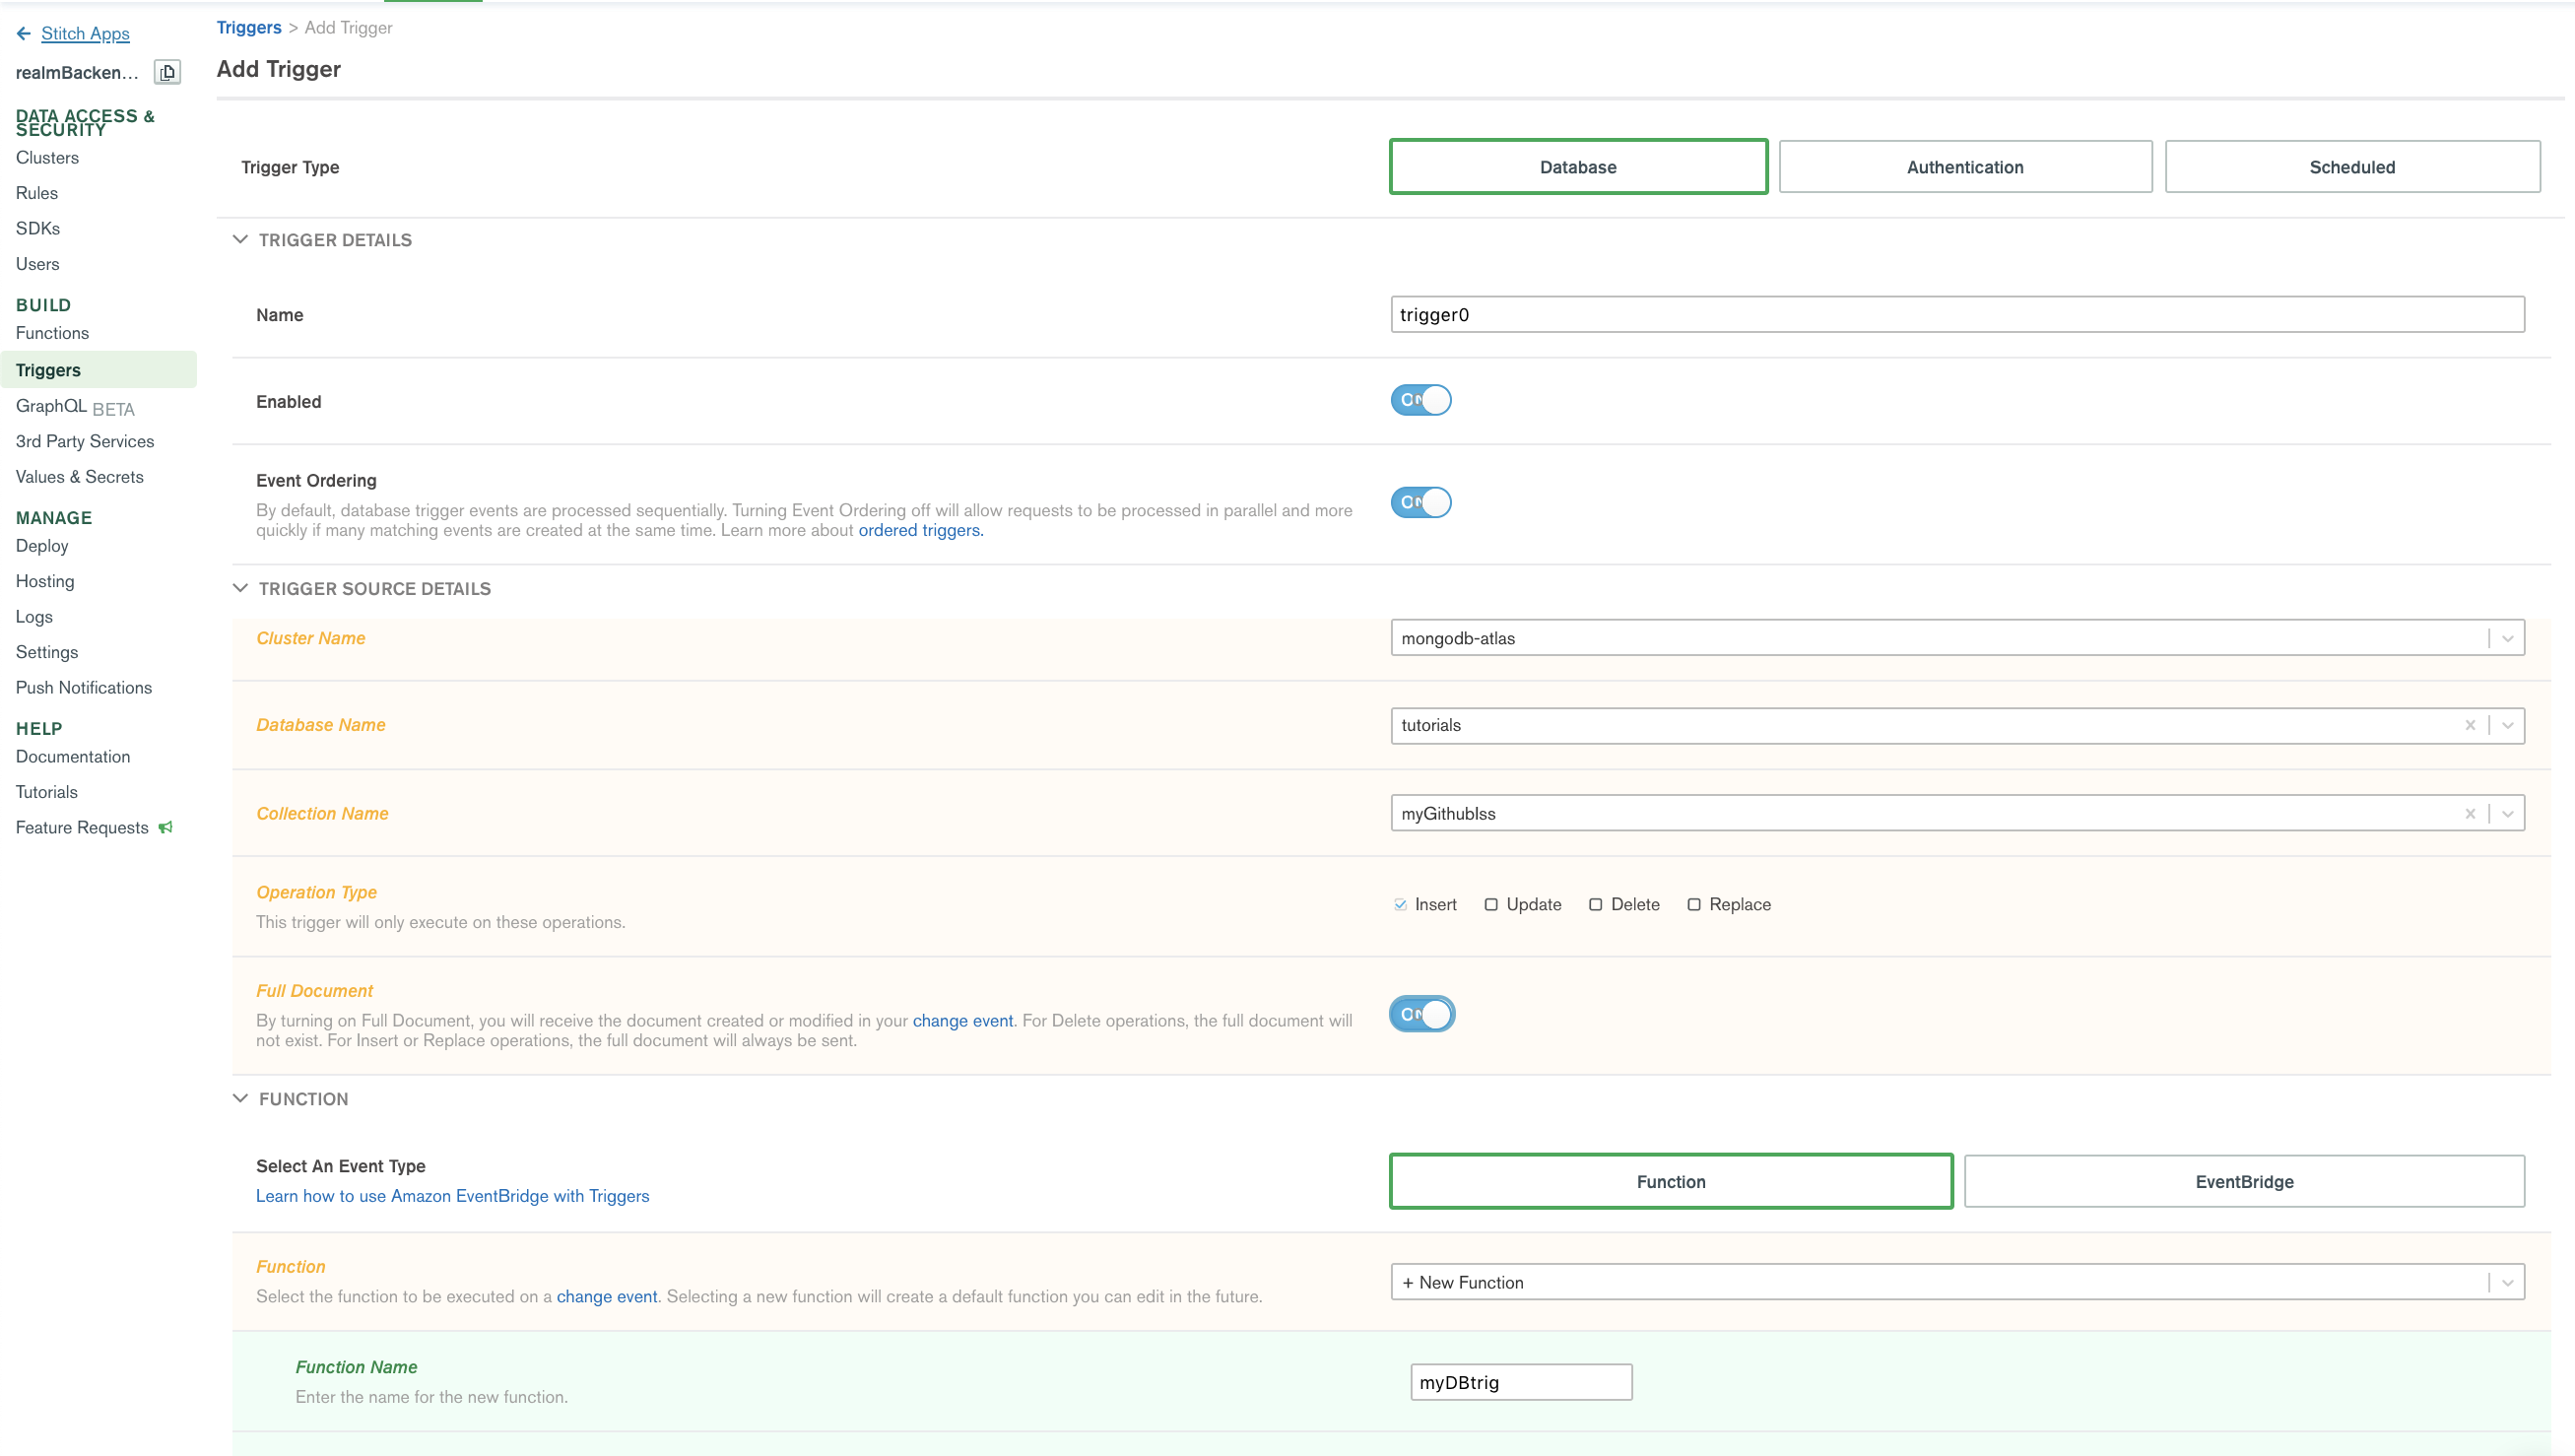 Stitch Apps
realmBacken...
DATA ACCESS &
SECURITY
Clusters
Rules
SDKs
Users
BUILD
Functions
Triggers
GraphQL BETA
3rd Party Services
Values & Secrets
MANAGE
Deploy
Hosting
Logs
Settings
Push Notifications
HELP
Documentation
Tutorials
Feature Requests
Triggers > Add Trigger
Add Trigger
Trigger Type
Database
Authentication
Scheduled
TRIGGER DETAILS
Name
trigger0
Enabled
ON
Event Ordering
By default, database trigger events are processed sequentially. Turning Event Ordering off will allow requests to be processed in parallel and more
quickly if many matching events are created at the same time. Learn more about ordered triggers.
ON
TRIGGER SOURCE DETAILS
Cluster Name
mongodb-atlas
Database Name
tutorials
Collection Name
myGithubIss
Operation Type
This trigger will only execute on these operations.
Insert Update Delete Replace
Full Document
By turning on Full Document, you will receive the document created or modified in your change event. For Delete operations, the full document will
not exist. For Insert or Replace operations, the full document will always be sent.
ON
FUNCTION
Select An Event Type
Learn how to use Amazon EventBridge with Triggers
Function
EventBridge
Function
Select the function to be executed on a change event. Selecting a new function will create a default function you can edit in the future.
+ New Function
Function Name
Enter the name for the new function.
myDBtrig